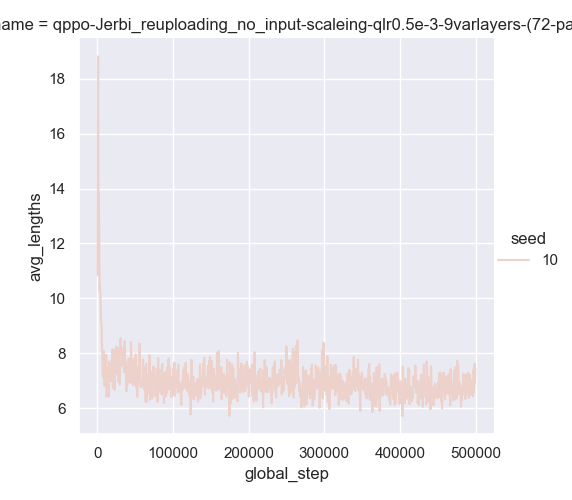 name = qppo-Jerbi_reuploading_no_input-scaleing-qlr0.5e-3-9varlayers-(72-pa
18
16
14
12
10
8
6
avg_lengths
0 100000 200000 300000 400000 500000
global_step
seed
10